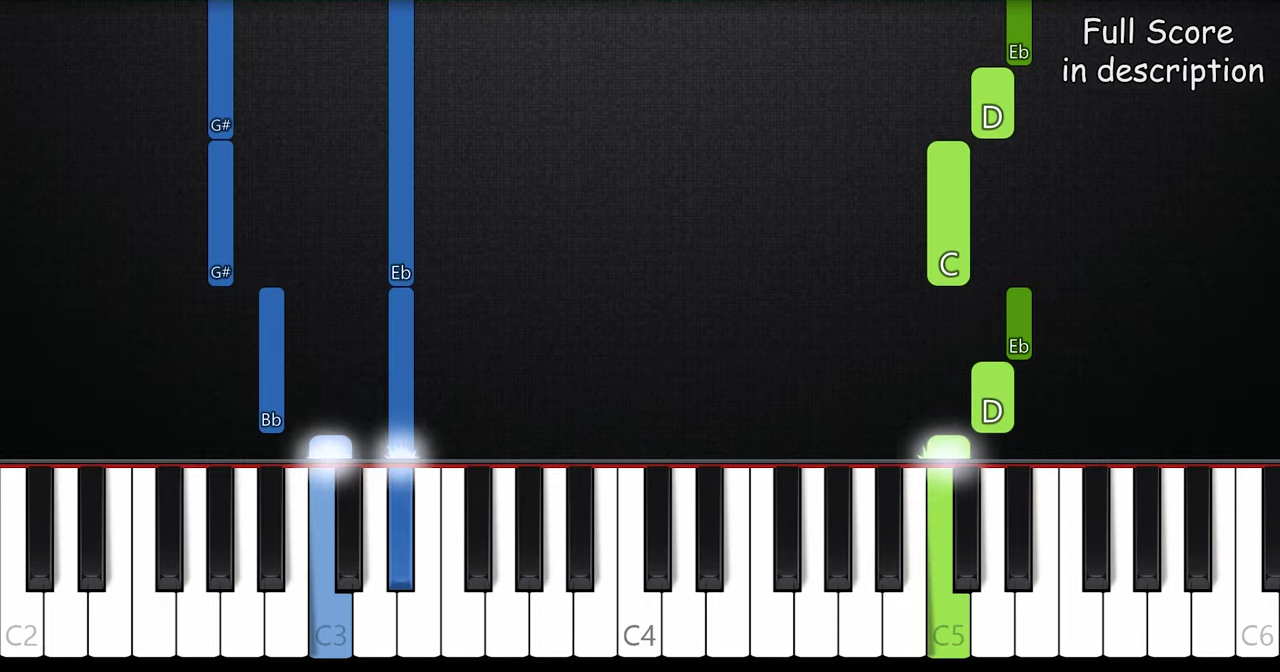 Full Score
in description
Eb
D
G#
C
G#
Eb
Eb
D
Bb
C2
C3
C4
C5
C6